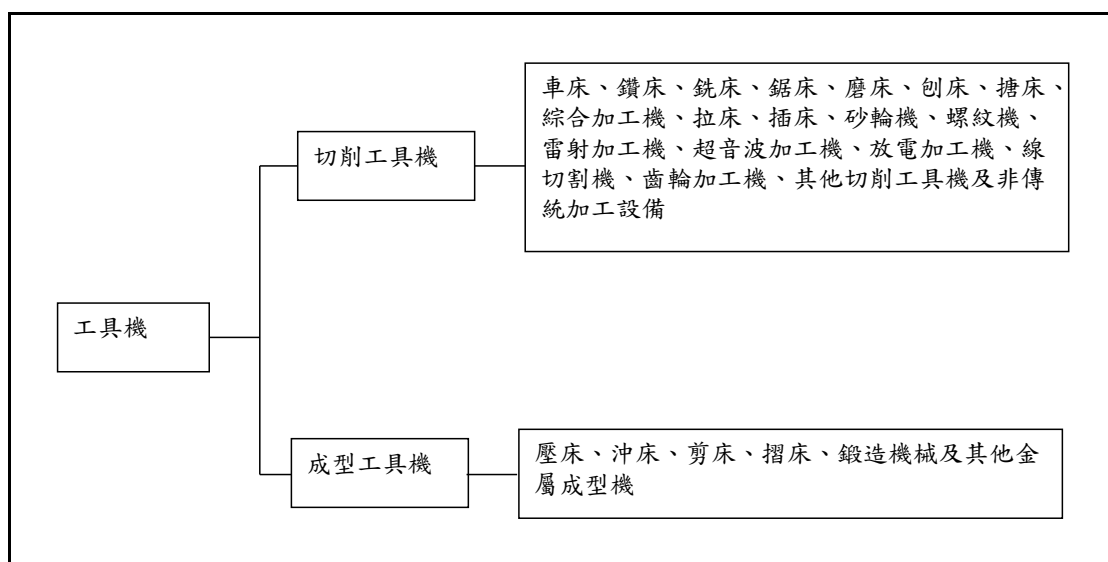 車床、鑽床、銑床、鋸床、磨床、刨床、搪床、
綜合加工機、拉床、插床、砂輪機、螺紋機、
雷射加工機、超音波加工機、放電加工機、線
切割機、齒輪加工機、其他切削工具機及非傳
統加工設備
切削工具機
工具機
成型工具機
壓床、沖床、剪床、摺床、鍛造機械及其他金
屬成型機